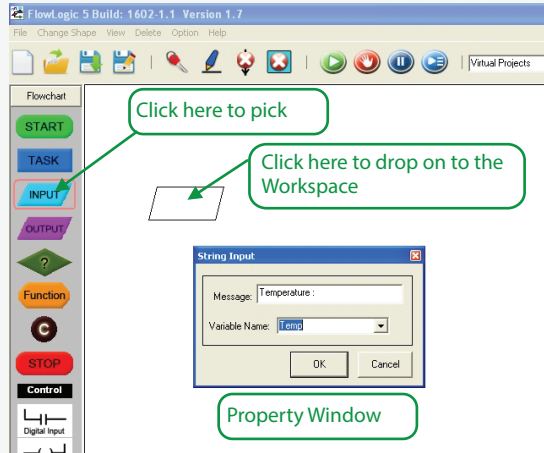 FlowLogic 5 Build: 1602-1.1 Version 1.7
File Change Shape View Delete Option Help
Virtual Projects
Flowchart
Click here to pick
START
TASK
Click here to drop on to the
Workspace
INPUT
OUTPUT
?
String Input
Message: Temperature :
Function
Variable Name: Temp
C
STOP
OK Cancel
Control
Property Window
Digital Input